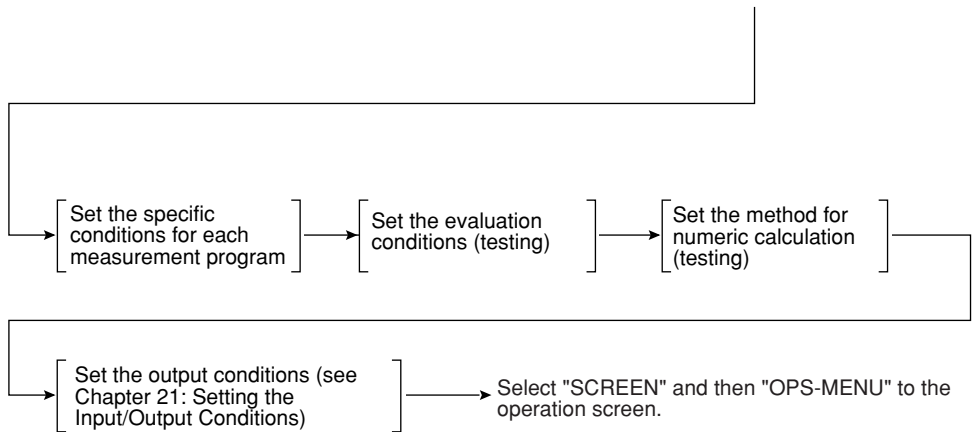 Set the specific
conditions for each
measurement program
Set the evaluation
conditions (testing)
Set the method for
numeric calculation
(testing)
Set the output conditions (see
Chapter 21: Setting the
Input/Output Conditions)
Select "SCREEN" and then "OPS-MENU" to the
operation screen.